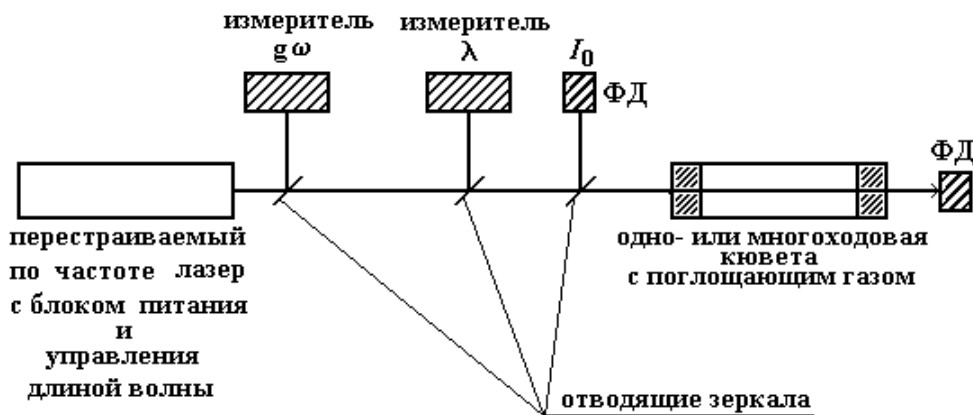 измеритель
g ω
измеритель
λ
I₀
ФД
ФД
перестраиваемый
по частоте лазер
с блоком питания
и
управления
длиной волны
одно- или многоходовая
кювета
с поглощающим газом
отводящие зеркала